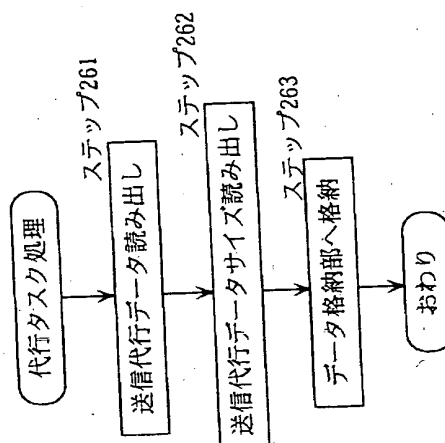 代行タスク処理
ステップ261
送信代行データ読み出し
ステップ262
送信代行データサイズ読み出し
ステップ263
データ格納部へ格納
おわり